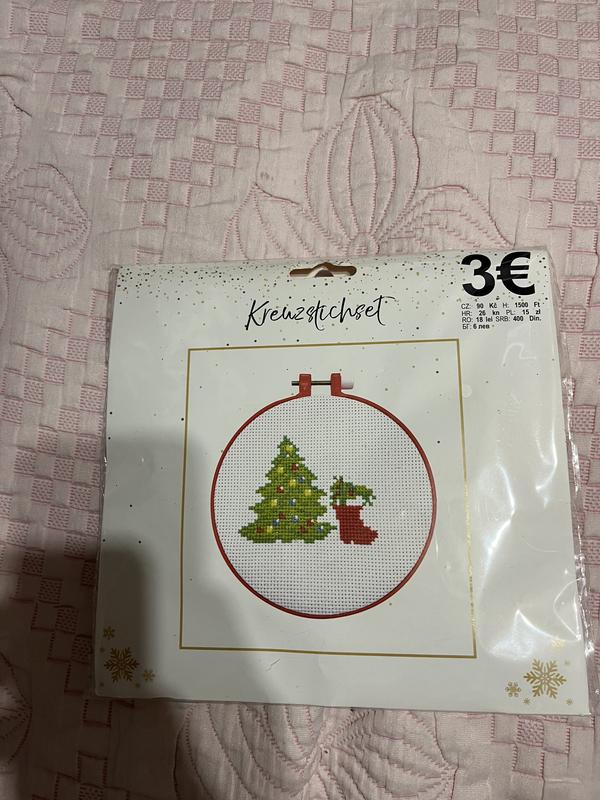 3€
CZ: 90 Kč H: 1500 Ft
HR: 26 kn PL: 15 zł
RO: 18 lei SRB: 400 Din.
БГ: 6 лев
Kreuzstichset